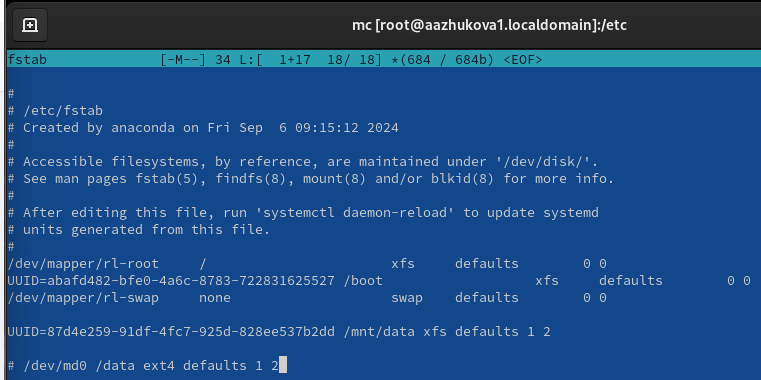 mc [root@aazhukova1.localdomain]:/etc
fstab [-M--] 34 L:[ 1+17 18/ 18] *(684 / 684b) <EOF>
#
# /etc/fstab
# Created by anaconda on Fri Sep 6 09:15:12 2024
#
# Accessible filesystems, by reference, are maintained under '/dev/disk/'.
# See man pages fstab(5), findfs(8), mount(8) and/or blkid(8) for more info.
#
# After editing this file, run 'systemctl daemon-reload' to update systemd
# units generated from this file.
#
/dev/mapper/rl-root / xfs defaults 0 0
UUID=abafd482-bfe0-4a6c-8783-722831625527 /boot xfs defaults 0 0
/dev/mapper/rl-swap none swap defaults 0 0
UUID=87d4e259-91df-4fc7-925d-828ee537b2dd /mnt/data xfs defaults 1 2
# /dev/md0 /data ext4 defaults 1 2